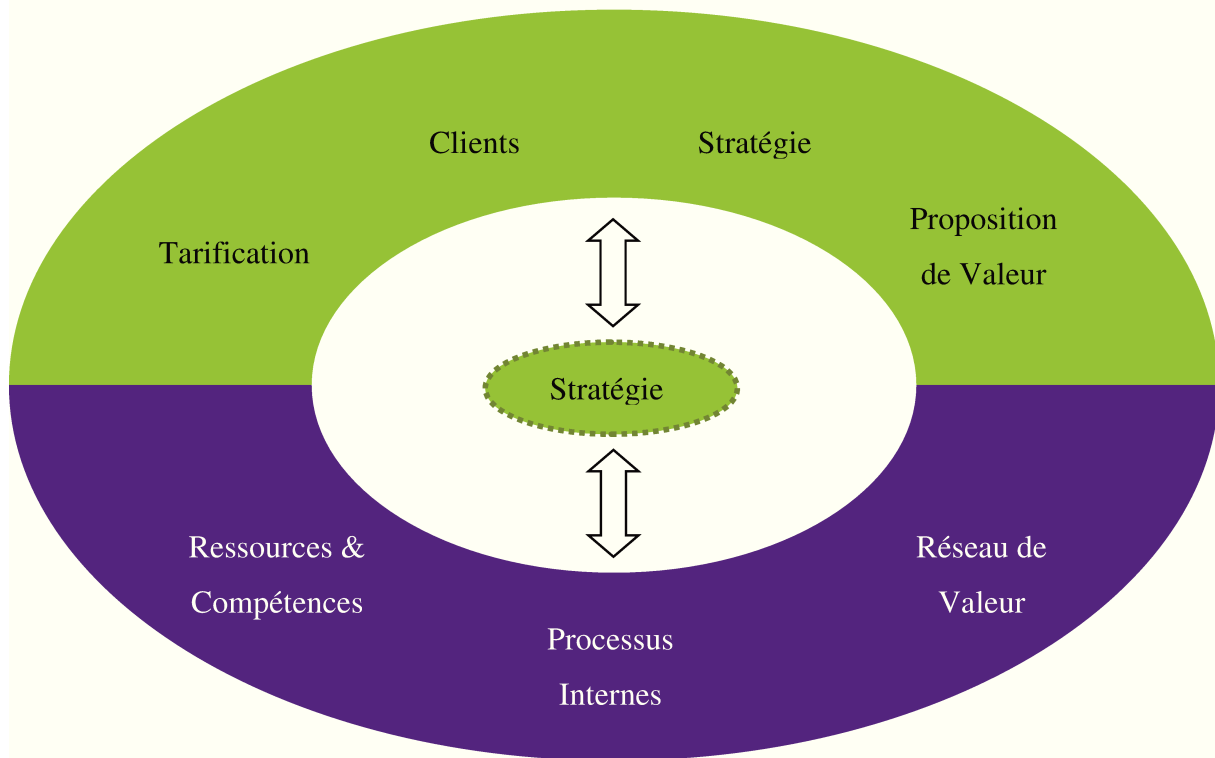 Clients
Stratégie
Tarification
Proposition
de Valeur
Stratégie
Ressources &
Compétences
Processus
Internes
Réseau de
Valeur